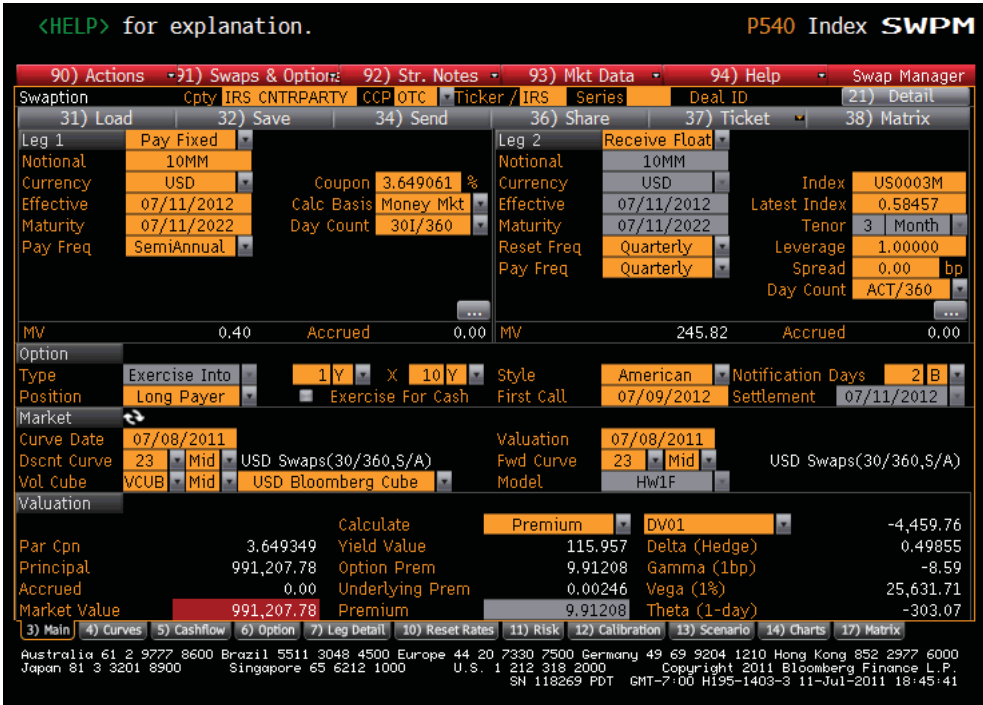 <HELP> for explanation. P540 Index SWPM
90) Actions 91) Swaps & Options 92) Str. Notes 93) Mkt Data 94) Help Swap Manager
Swaption Cpty IRS CNTRPARTY CCP OTC Ticker / IRS Series Deal ID 21) Detail
31) Load 32) Save 34) Send 36) Share 37) Ticket 38) Matrix
Leg 1 Pay Fixed Leg 2 Receive Float
Notional 10MM Notional 10MM
Currency USD Coupon 3.649061 % Currency USD Index US0003M
Effective 07/11/2012 Calc Basis Money Mkt Effective 07/11/2012 Latest Index 0.58457
Maturity 07/11/2022 Day Count 30I/360 Maturity 07/11/2022 Tenor 3 Month
Pay Freq SemiAnnual Reset Freq Quarterly Leverage 1.00000
Pay Freq Quarterly Spread 0.00 bp
Day Count ACT/360
... ...
MV 0.40 Accrued 0.00 MV 245.82 Accrued 0.00
Option
Type Exercise Into 1 Y X 10 Y Style American Notification Days 2 B
Position Long Payer Exercise For Cash First Call 07/09/2012 Settlement 07/11/2012
Market
Curve Date 07/08/2011 Valuation 07/08/2011
Dscnt Curve 23 Mid USD Swaps(30/360,S/A) Fwd Curve 23 Mid USD Swaps(30/360,S/A)
Vol Cube VCUB Mid USD Bloomberg Cube Model HW1F
Valuation
Calculate Premium DV01 -4,459.76
Par Cpn 3.649349 Yield Value 115.957 Delta (Hedge) 0.49855
Principal 991,207.78 Option Prem 9.91208 Gamma (1bp) -8.59
Accrued 0.00 Underlying Prem 0.00246 Vega (1%) 25,631.71
Market Value 991,207.78 Premium 9.91208 Theta (1-day) -303.07
3) Main 4) Curves 5) Cashflow 6) Option 7) Leg Detail 10) Reset Rates 11) Risk 12) Calibration 13) Scenario 14) Charts 17) Matrix
Australia 61 2 9777 8600 Brazil 5511 3048 4500 Europe 44 20 7330 7500 Germany 49 69 9204 1210 Hong Kong 852 2977 6000
Japan 81 3 3201 8900 Singapore 65 6212 1000 U.S. 1 212 318 2000 Copyright 2011 Bloomberg Finance L.P.
SN 118269 PDT GMT-7:00 H195-1403-3 11-Jul-2011 18:45:41